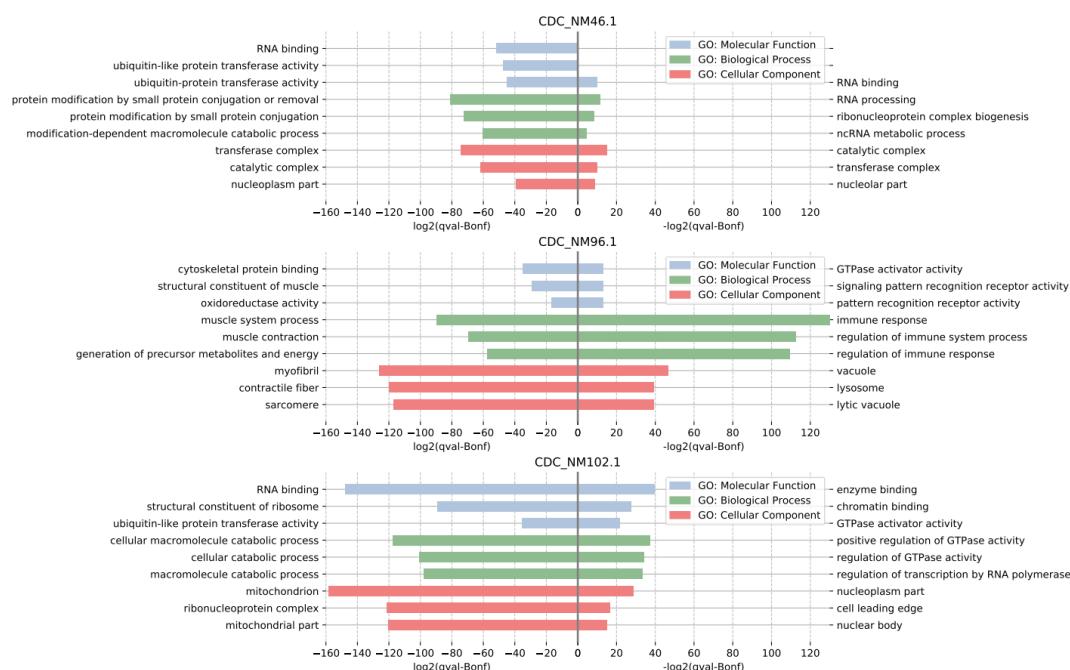 CDC_NM46.1
RNA binding
ubiquitin-like protein transferase activity
ubiquitin-protein transferase activity
protein modification by small protein conjugation or removal
protein modification by small protein conjugation
modification-dependent macromolecule catabolic process
transferase complex
catalytic complex
nucleoplasm part
GO: Molecular Function
GO: Biological Process
GO: Cellular Component
RNA binding
RNA processing
ribonucleoprotein complex biogenesis
ncRNA metabolic process
catalytic complex
transferase complex
nucleolar part
−160 −140 −120 −100 −80 −60 −40 −20 0 20 40 60 80 100 120
log2(qval-Bonf) -log2(qval-Bonf)
CDC_NM96.1
cytoskeletal protein binding
structural constituent of muscle
oxidoreductase activity
muscle system process
muscle contraction
generation of precursor metabolites and energy
myofibril
contractile fiber
sarcomere
GO: Molecular Function
GO: Biological Process
GO: Cellular Component
GTPase activator activity
signaling pattern recognition receptor activity
pattern recognition receptor activity
immune response
regulation of immune system process
regulation of immune response
vacuole
lysosome
lytic vacuole
−160 −140 −120 −100 −80 −60 −40 −20 0 20 40 60 80 100 120
log2(qval-Bonf) -log2(qval-Bonf)
CDC_NM102.1
RNA binding
structural constituent of ribosome
ubiquitin-like protein transferase activity
cellular macromolecule catabolic process
cellular catabolic process
macromolecule catabolic process
mitochondrion
ribonucleoprotein complex
mitochondrial part
GO: Molecular Function
GO: Biological Process
GO: Cellular Component
enzyme binding
chromatin binding
GTPase activator activity
positive regulation of GTPase activity
regulation of GTPase activity
regulation of transcription by RNA polymerase
nucleoplasm part
cell leading edge
nuclear body
−160 −140 −120 −100 −80 −60 −40 −20 0 20 40 60 80 100 120
log2(qval-Bonf) -log2(qval-Bonf)